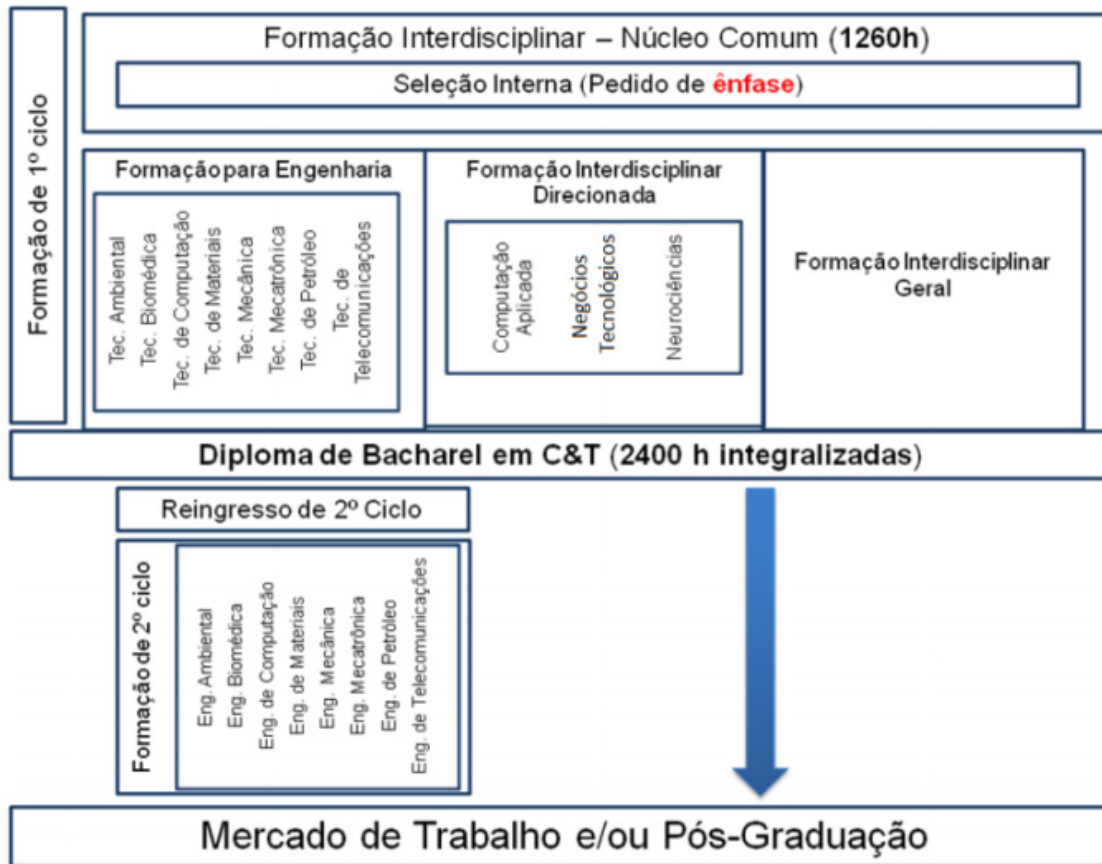 Formação de 1º ciclo
Formação Interdisciplinar – Núcleo Comum (1260h)
Seleção Interna (Pedido de ênfase)
Formação para Engenharia
Tec. Ambiental
Tec. Biomédica
Tec. de Computação
Tec. de Materiais
Tec. Mecânica
Tec. Mecatrônica
Tec. de Petróleo
Tec. de
Telecomunicações
Formação Interdisciplinar
Direcionada
Computação
Aplicada
Negócios
Tecnológicos
Neurociências
Formação Interdisciplinar
Geral
Diploma de Bacharel em C&T (2400 h integralizadas)
Reingresso de 2º Ciclo
Formação de 2º ciclo
Eng. Ambiental
Eng. Biomédica
Eng. de Computação
Eng. de Materiais
Eng. Mecânica
Eng. Mecatrônica
Eng. de Petróleo
Eng. de Telecomunicações
Mercado de Trabalho e/ou Pós-Graduação